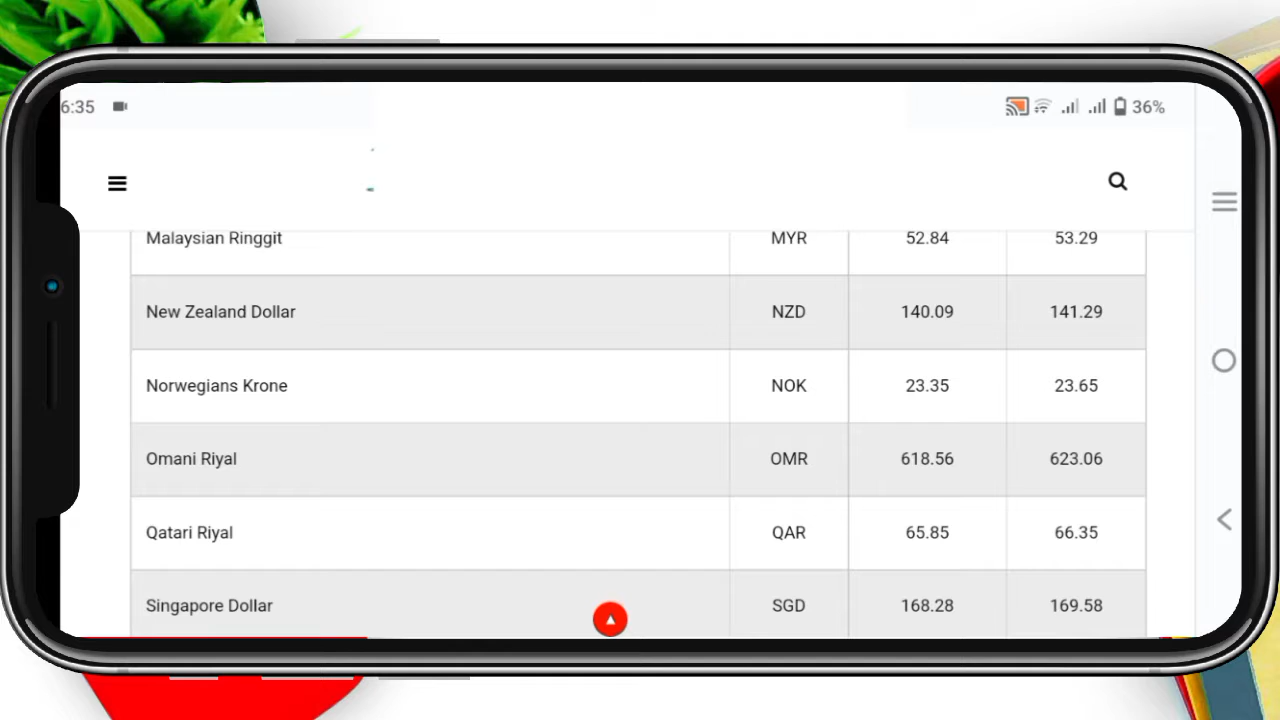 6:35 36%
Malaysian Ringgit MYR 52.84 53.29
New Zealand Dollar NZD 140.09 141.29
Norwegians Krone NOK 23.35 23.65
Omani Riyal OMR 618.56 623.06
Qatari Riyal QAR 65.85 66.35
Singapore Dollar SGD 168.28 169.58